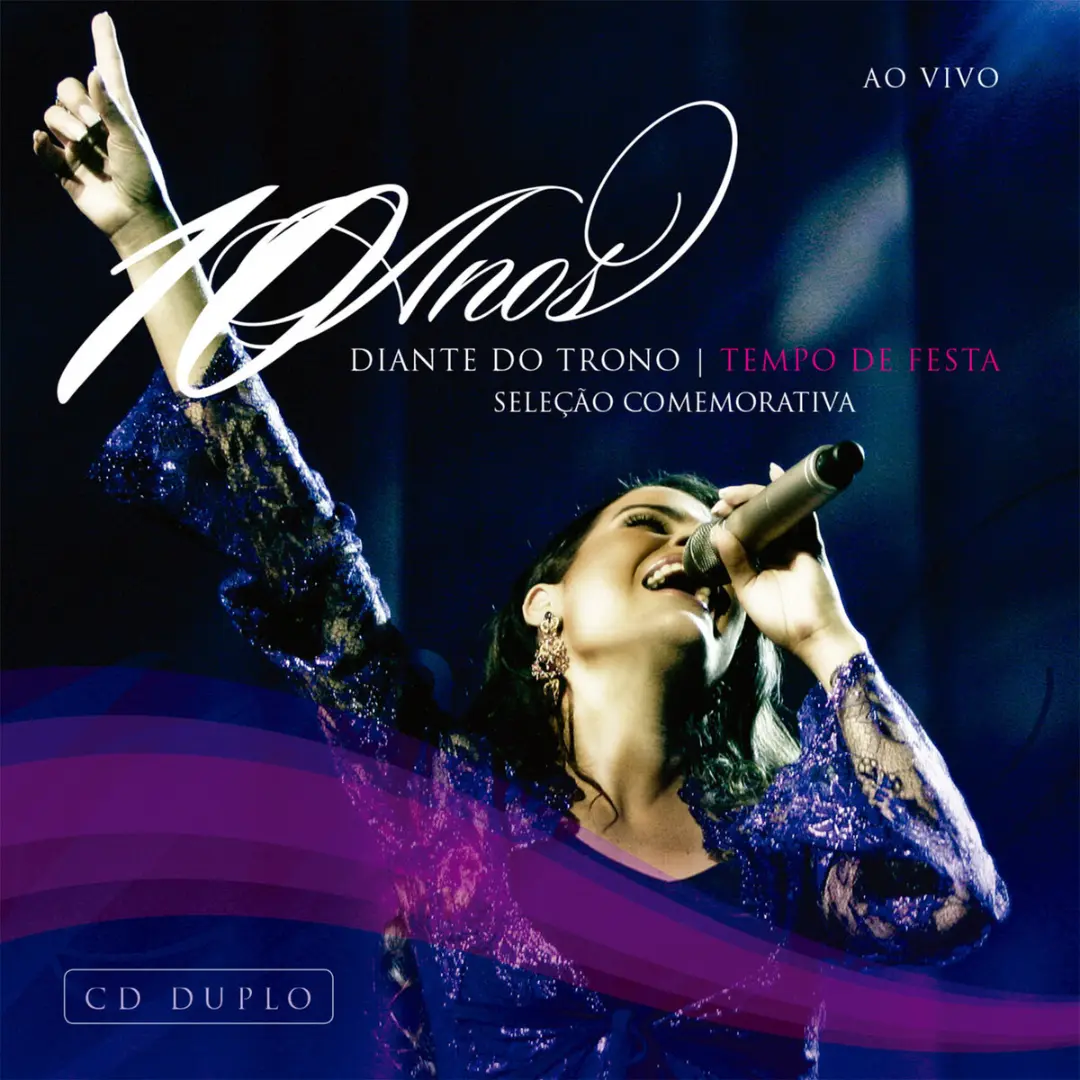 AO VIVO
10 Anos
DIANTE DO TRONO | TEMPO DE FESTA
SELEÇÃO COMEMORATIVA
CD DUPLO